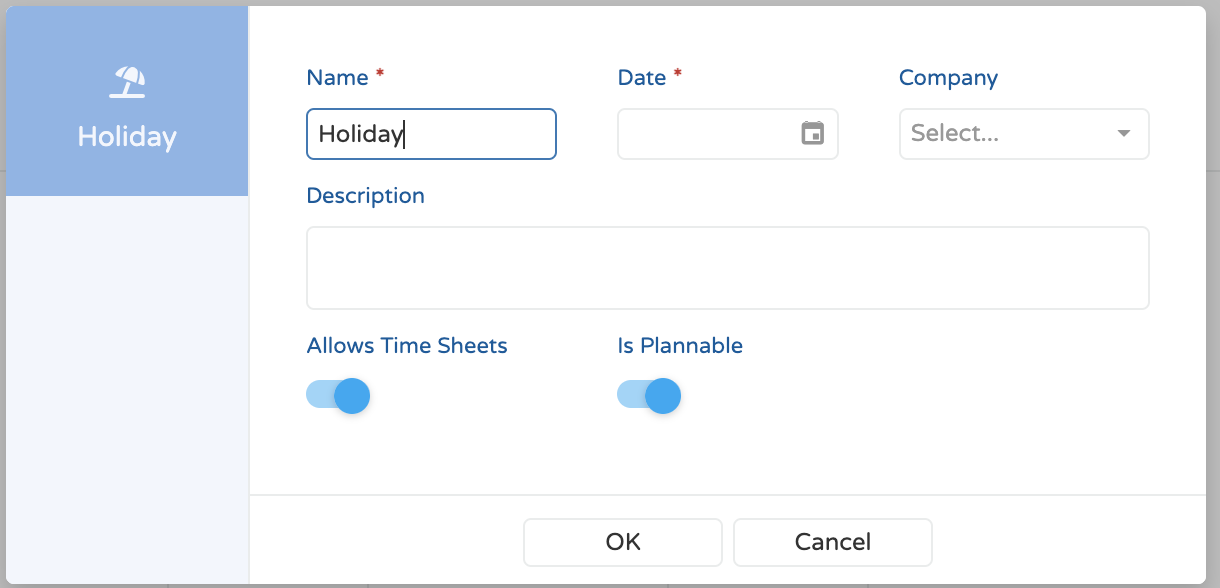 Holiday
Name *
Date *
Company
Holiday
Select...
Description
Allows Time Sheets
Is Plannable
OK
Cancel